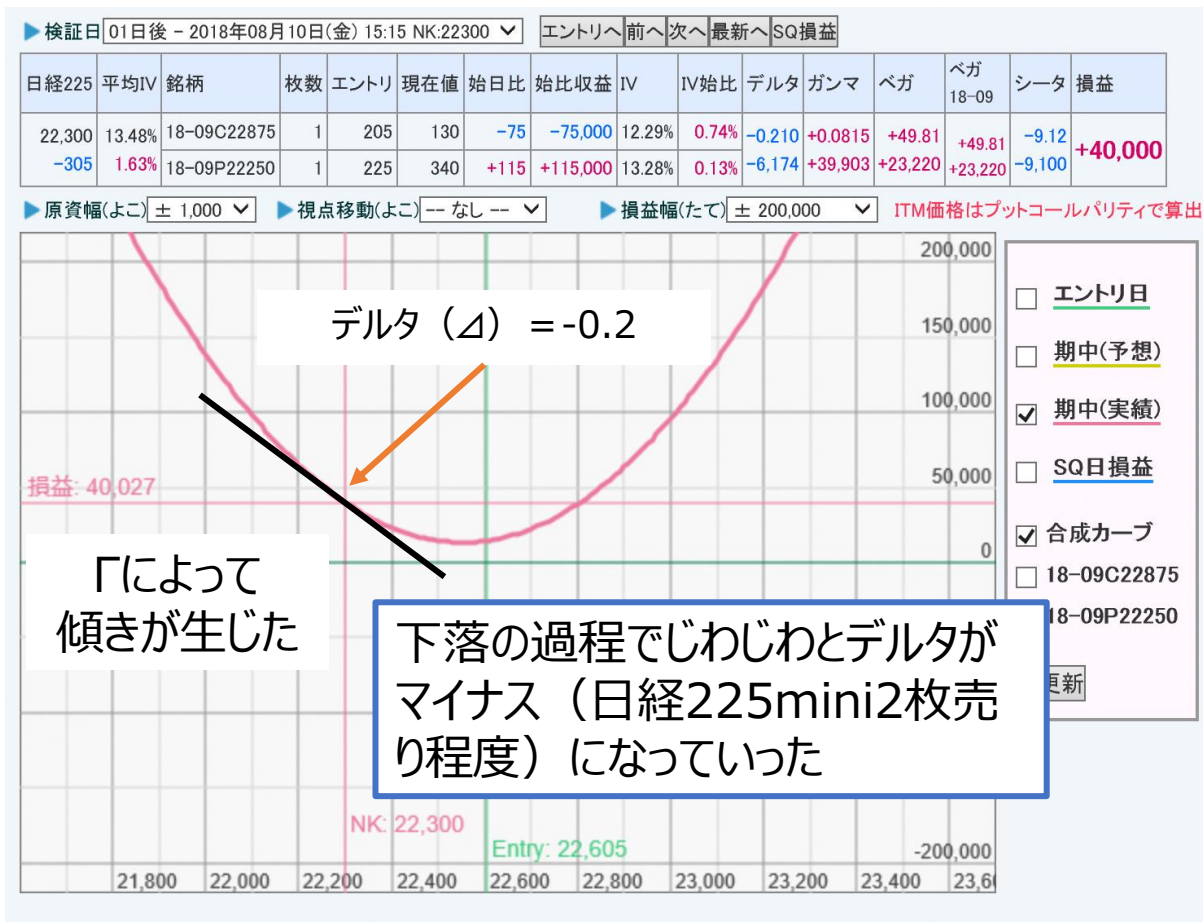 ▶検証日 01日後 − 2018年08月10日(金) 15:15 NK:22300 エントリへ 前へ 次へ 最新へ SQ損益
日経225 平均IV 銘柄 枚数 エントリ 現在値 始日比 始比収益 IV IV始比 デルタ ガンマ ベガ ベガ 18-09 シータ 損益
22,300 13.48% 18-09C22875 1 205 130 −75 −75,000 12.29% 0.74% −0.210 +0.0815 +49.81 +49.81 −9.12 +40,000
−305 1.63% 18-09P22250 1 225 340 +115 +115,000 13.28% 0.13% −6,174 +39,903 +23,220 +23,220 −9,100
▶原資幅(よこ) ± 1,000 ▶視点移動(よこ) -- なし -- ▶損益幅(たて) ± 200,000 ITM価格はプットコールパリティで算出
200,000
エントリ日
デルタ（⊿）＝-0.2
150,000
期中(予想)
100,000
期中(実績)
損益: 40,027
50,000
SQ日損益
0
合成カーブ
Γによって
傾きが生じた
18-09C22875
18-09P22250
下落の過程でじわじわとデルタが
マイナス（日経225mini2枚売
り程度）になっていった
更新
NK: 22,300
Entry: 22,605
-200,000
21,800 22,000 22,200 22,400 22,600 22,800 23,000 23,200 23,400